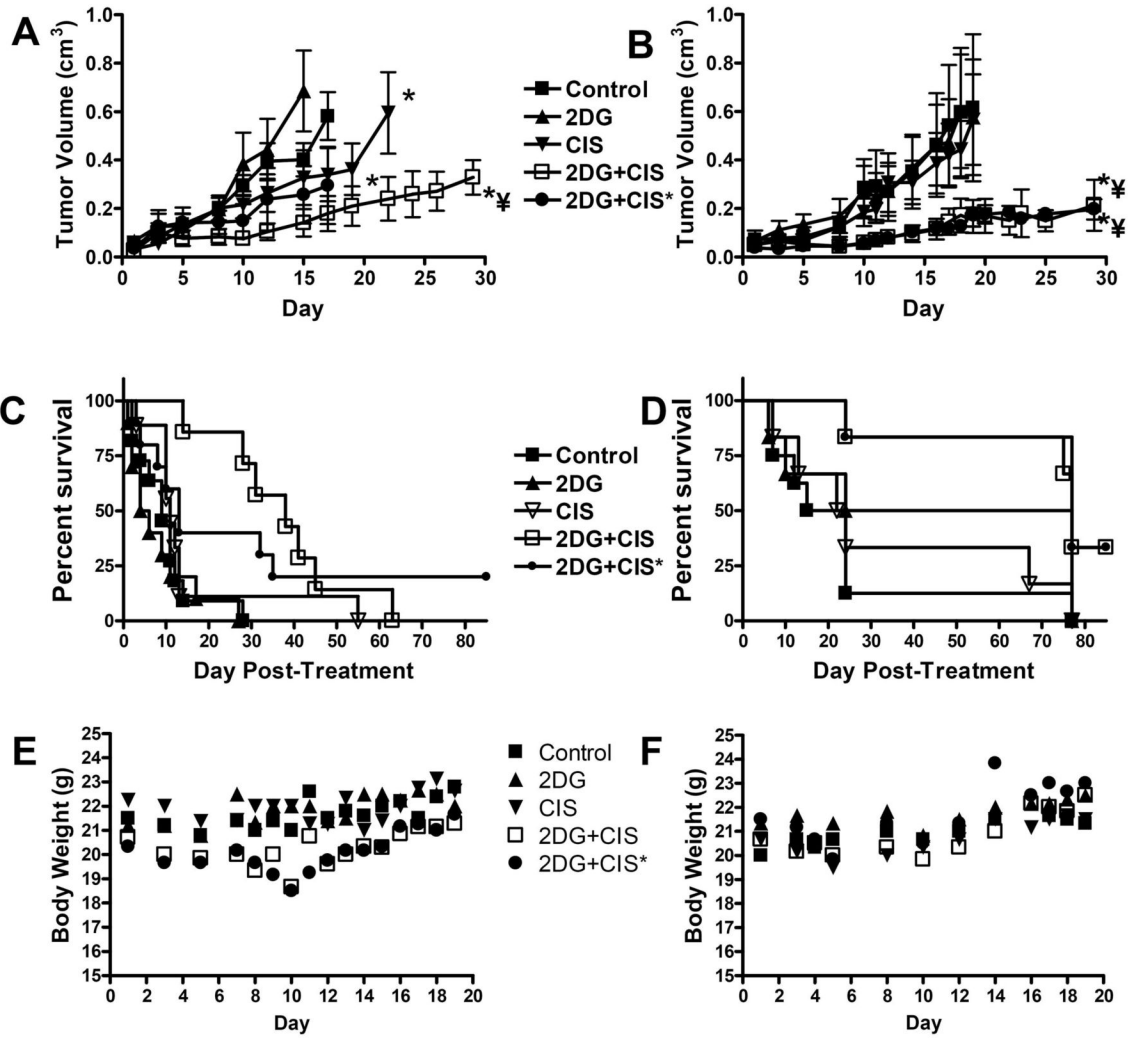 A
Tumor Volume (cm³)
1.0
0.8
0.6
0.4
0.2
0.0
0 5 10 15 20 25 30
Day
*
*
*¥
Control
2DG
CIS
2DG+CIS
2DG+CIS*
B
Tumor Volume (cm³)
1.0
0.8
0.6
0.4
0.2
0.0
0 5 10 15 20 25 30
Day
*¥
*¥
C
Percent survival
100
75
50
25
0
0 10 20 30 40 50 60 70 80
Day Post-Treatment
Control
2DG
CIS
2DG+CIS
2DG+CIS*
D
Percent survival
100
75
50
25
0
0 10 20 30 40 50 60 70 80
Day Post-Treatment
E
Body Weight (g)
25
24
23
22
21
20
19
18
17
16
15
0 2 4 6 8 10 12 14 16 18 20
Day
Control
2DG
CIS
2DG+CIS
2DG+CIS*
F
Body Weight (g)
25
24
23
22
21
20
19
18
17
16
15
0 2 4 6 8 10 12 14 16 18 20
Day